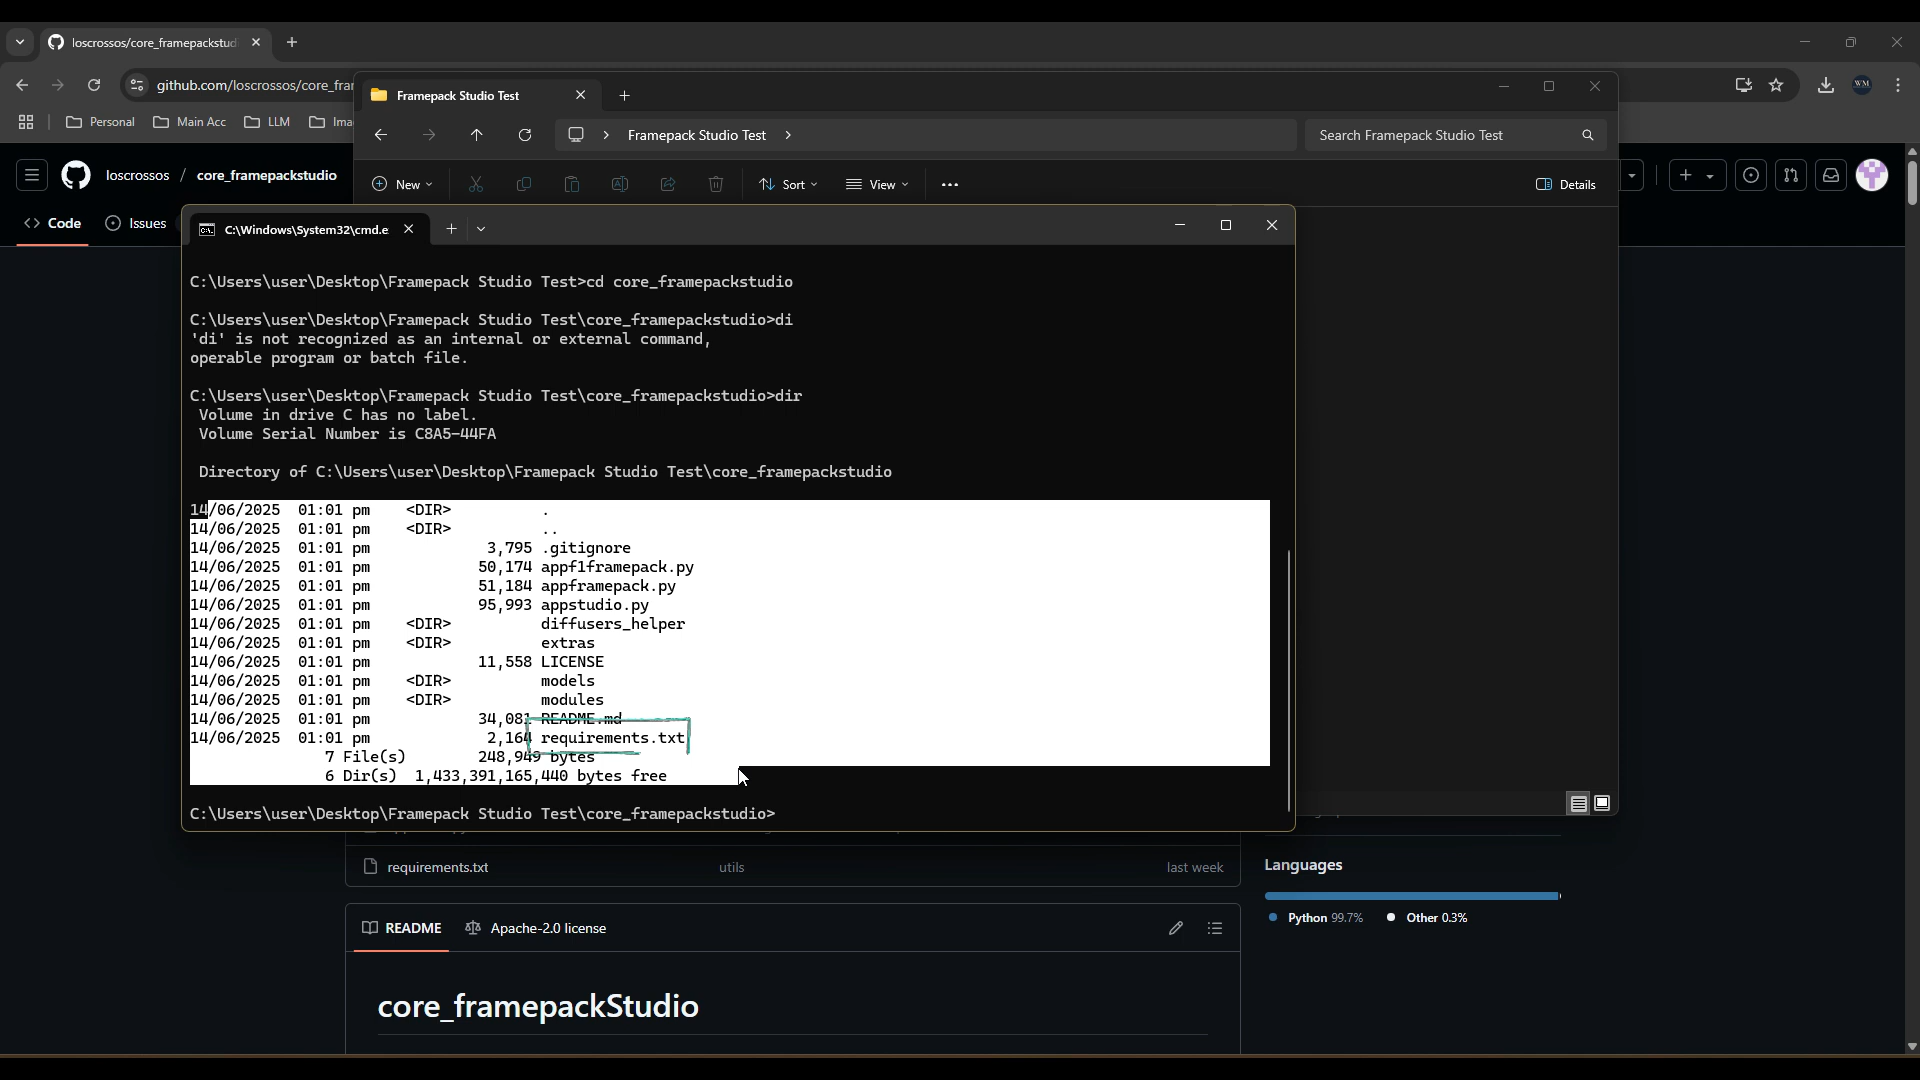 loscrossos/core_framepackstud
github.com/loscrossos/core_fra
WM
Personal
Main Acc
LLM
Ima
Framepack Studio Test
Framepack Studio Test
Search Framepack Studio Test
New
Sort
View
Details
loscrossos / core_framepackstudio
Code
Issues
C:\Windows\System32\cmd.e
C:\Users\user\Desktop\Framepack Studio Test>cd core_framepackstudio
C:\Users\user\Desktop\Framepack Studio Test\core_framepackstudio>di
'di' is not recognized as an internal or external command,
operable program or batch file.
C:\Users\user\Desktop\Framepack Studio Test\core_framepackstudio>dir
Volume in drive C has no label.
Volume Serial Number is C8A5-44FA
Directory of C:\Users\user\Desktop\Framepack Studio Test\core_framepackstudio
14/06/2025 01:01 pm <DIR> .
14/06/2025 01:01 pm <DIR> ..
14/06/2025 01:01 pm 3,795 .gitignore
14/06/2025 01:01 pm 50,174 appf1framepack.py
14/06/2025 01:01 pm 51,184 appframepack.py
14/06/2025 01:01 pm 95,993 appstudio.py
14/06/2025 01:01 pm <DIR> diffusers_helper
14/06/2025 01:01 pm <DIR> extras
14/06/2025 01:01 pm 11,558 LICENSE
14/06/2025 01:01 pm <DIR> models
14/06/2025 01:01 pm <DIR> modules
14/06/2025 01:01 pm 34,081 README.md
14/06/2025 01:01 pm 2,164 requirements.txt
7 File(s) 248,949 bytes
6 Dir(s) 1,433,391,165,440 bytes free
C:\Users\user\Desktop\Framepack Studio Test\core_framepackstudio>
requirements.txt utils last week
Languages
Python 99.7% Other 0.3%
README
Apache-2.0 license
core_framepackStudio